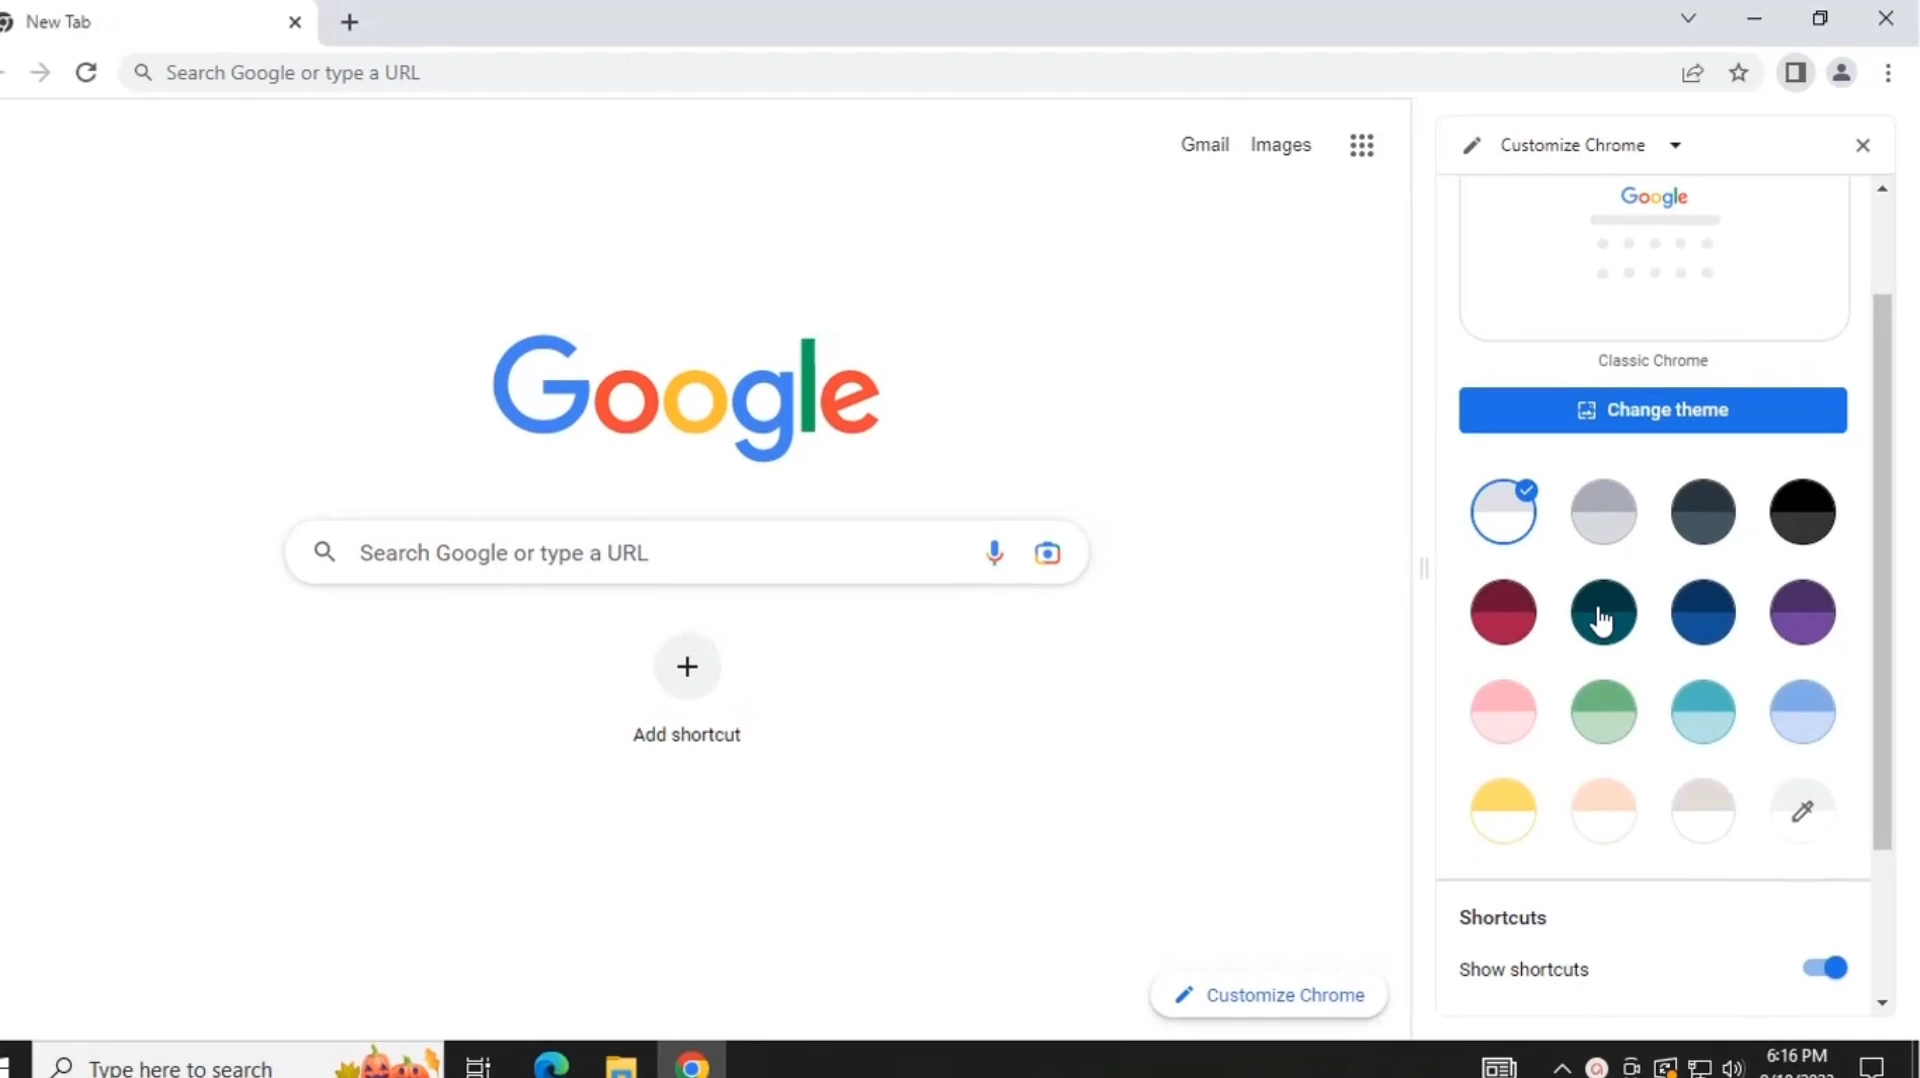 New Tab
Search Google or type a URL
Gmail Images
Customize Chrome
Google
Classic Chrome
Change theme
Google
Search Google or type a URL
Add shortcut
Shortcuts
Show shortcuts
Customize Chrome
Type here to search
6:16 PM